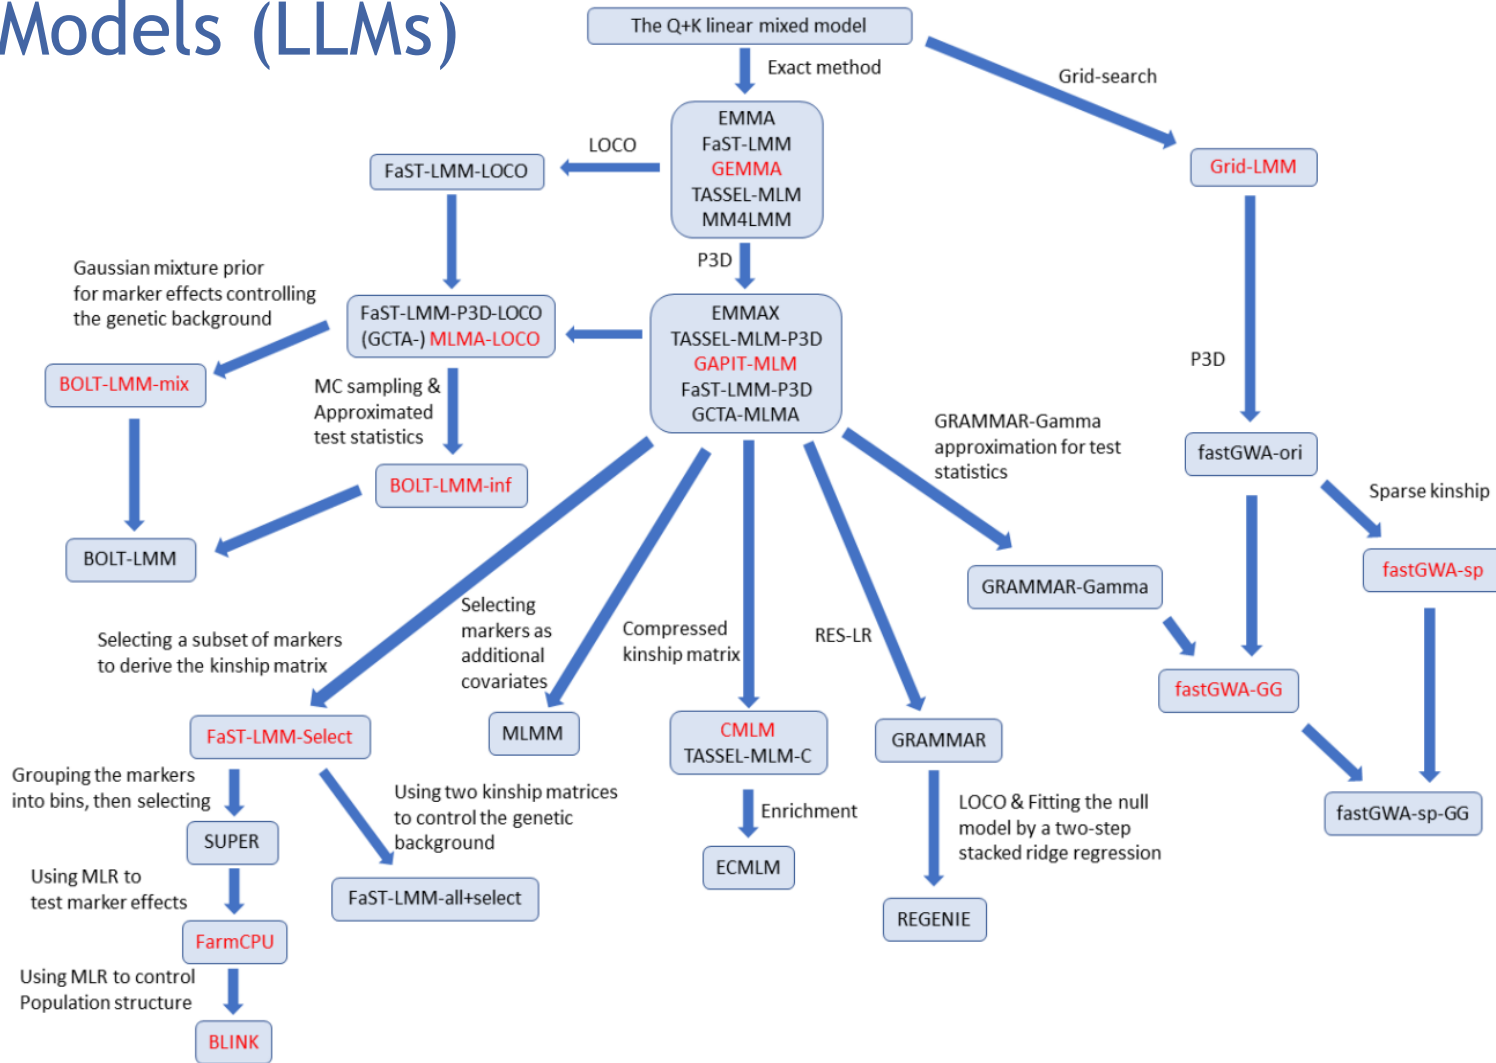 Models (LLMs)
The Q+K linear mixed model
Exact method
Grid-search
EMMA
FaST-LMM
GEMMA
TASSEL-MLM
MM4LMM
LOCO
FaST-LMM-LOCO
Grid-LMM
P3D
Gaussian mixture prior
for marker effects controlling
the genetic background
FaST-LMM-P3D-LOCO
(GCTA-) MLMA-LOCO
EMMAX
TASSEL-MLM-P3D
GAPIT-MLM
FaST-LMM-P3D
GCTA-MLMA
P3D
BOLT-LMM-mix
MC sampling &
Approximated
test statistics
GRAMMAR-Gamma
approximation for test
statistics
fastGWA-ori
BOLT-LMM-inf
Sparse kinship
BOLT-LMM
fastGWA-sp
GRAMMAR-Gamma
Selecting a subset of markers
to derive the kinship matrix
Selecting
markers as
additional
covariates
Compressed
kinship matrix
RES-LR
fastGWA-GG
FaST-LMM-Select
MLMM
CMLM
TASSEL-MLM-C
GRAMMAR
Grouping the markers
into bins, then selecting
Using two kinship matrices
to control the genetic
background
Enrichment
LOCO & Fitting the null
model by a two-step
stacked ridge regression
fastGWA-sp-GG
SUPER
ECMLM
Using MLR to
test marker effects
FaST-LMM-all+select
REGENIE
FarmCPU
Using MLR to control
Population structure
BLINK